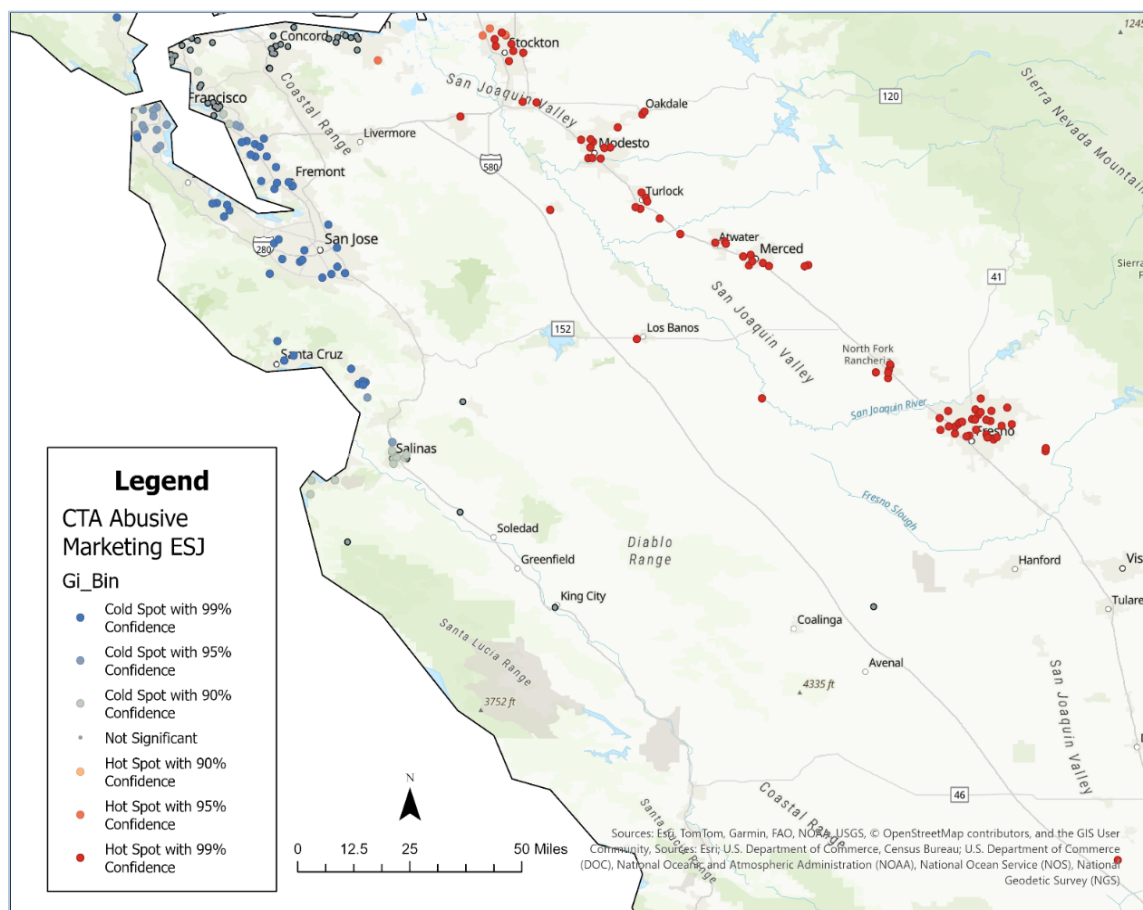 1245
Concord
Stockton
Francisco
Coastal Range
San Joaquin Valley
Oakdale
120
Sierra Nevada Mountain
Livermore
Modesto
580
Fremont
Turlock
San Jose
280
Atwater
Merced
Sierra
41
San Joaquin Valley
152
Los Banos
Santa Cruz
North Fork
Rancheria
San Joaquin River
Fresno
Salinas
Fresno Slough
Soledad
Diablo
Range
Greenfield
Hanford
Vis
King City
Tulare
Coalinga
Santa Lucia Range
Avenal
San Joaquin Valley
4335 ft
3752 ft
46
Coastal Range
Santa Lucia Range
Legend
CTA Abusive
Marketing ESJ
Gi_Bin
Cold Spot with 99%
Confidence
Cold Spot with 95%
Confidence
Cold Spot with 90%
Confidence
Not Significant
Hot Spot with 90%
Confidence
Hot Spot with 95%
Confidence
Hot Spot with 99%
Confidence
N
0 12.5 25 50 Miles
Sources: Esri, TomTom, Garmin, FAO, NOAA, USGS, © OpenStreetMap contributors, and the GIS User
Community, Sources: Esri; U.S. Department of Commerce, Census Bureau; U.S. Department of Commerce
(DOC), National Oceanic and Atmospheric Administration (NOAA), National Ocean Service (NOS), National
Geodetic Survey (NGS)